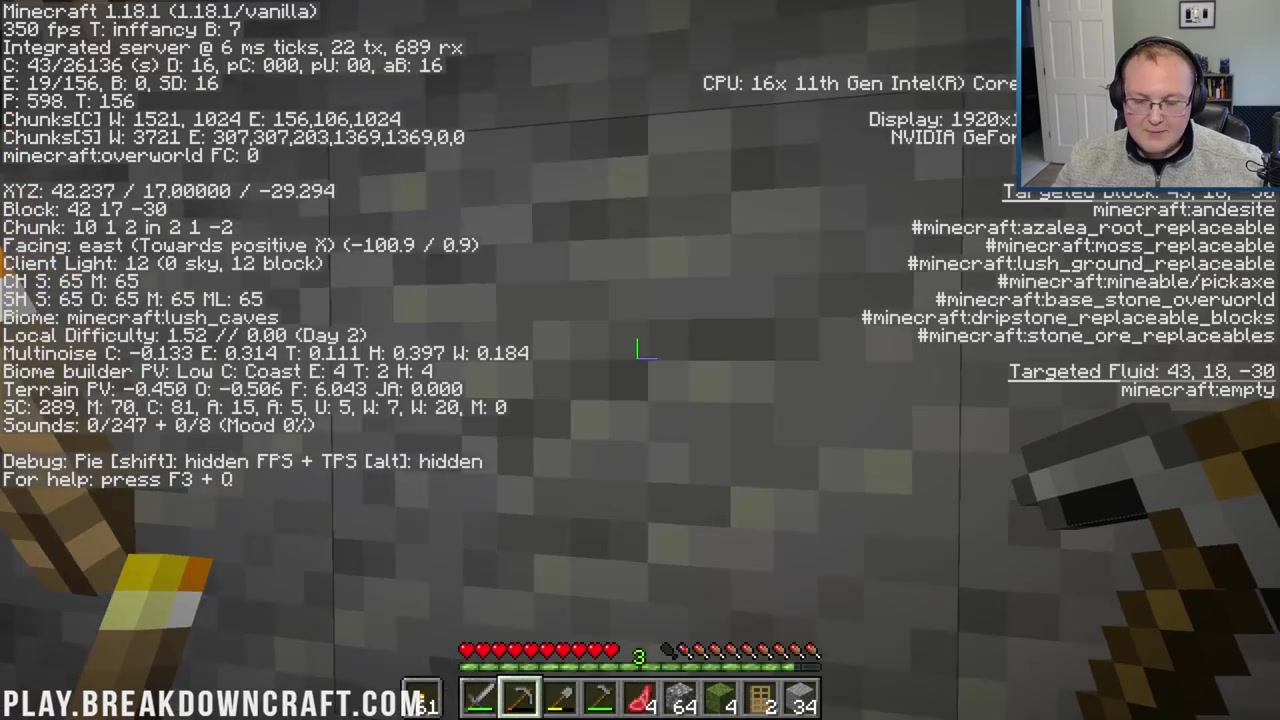 Minecraft 1.18.1 (1.18.1/vanilla)
350 fps T: inffancy B: 7
Integrated server @ 6 ms ticks, 22 tx, 689 rx
C: 43/26136 (s) D: 16, pC: 000, pU: 00, aB: 16
E: 19/156, B: 0, SD: 16
P: 598. T: 156
Chunks[C] W: 1521, 1024 E: 156,106,1024
Chunks[S] W: 3721 E: 307,307,203,1369,1369,0,0
minecraft:overworld FC: 0
XYZ: 42.237 / 17.00000 / -29.294
Block: 42 17 -30
Chunk: 10 1 2 in 2 1 -2
Facing: east (Towards positive X) (-100.9 / 0.9)
Client Light: 12 (0 sky, 12 block)
CH S: 65 M: 65
SH S: 65 O: 65 M: 65 ML: 65
Biome: minecraft:lush_caves
Local Difficulty: 1.52 // 0.00 (Day 2)
Multinoise C: -0.133 E: 0.314 T: 0.111 H: 0.397 W: 0.184
Biome builder PV: Low C: Coast E: 4 T: 2 H: 4
Terrain PV: -0.450 O: -0.506 F: 6.043 JA: 0.000
SC: 289, M: 70, C: 81, A: 15, A: 5, U: 5, W: 7, W: 20, M: 0
Sounds: 0/247 + 0/8 (Mood 0%)
Debug: Pie [shift]: hidden FPS + TPS [alt]: hidden
For help: press F3 + Q
CPU: 16x 11th Gen Intel(R) Core
Display: 1920x1
NVIDIA GeFor
Targeted Block: 43, 18, -30
minecraft:andesite
#minecraft:azalea_root_replaceable
#minecraft:moss_replaceable
#minecraft:lush_ground_replaceable
#minecraft:mineable/pickaxe
#minecraft:base_stone_overworld
#minecraft:dripstone_replaceable_blocks
#minecraft:stone_ore_replaceables
Targeted Fluid: 43, 18, -30
minecraft:empty
3
PLAY.BREAKDOWNCRAFT.COM
61 4 64 4 2 34